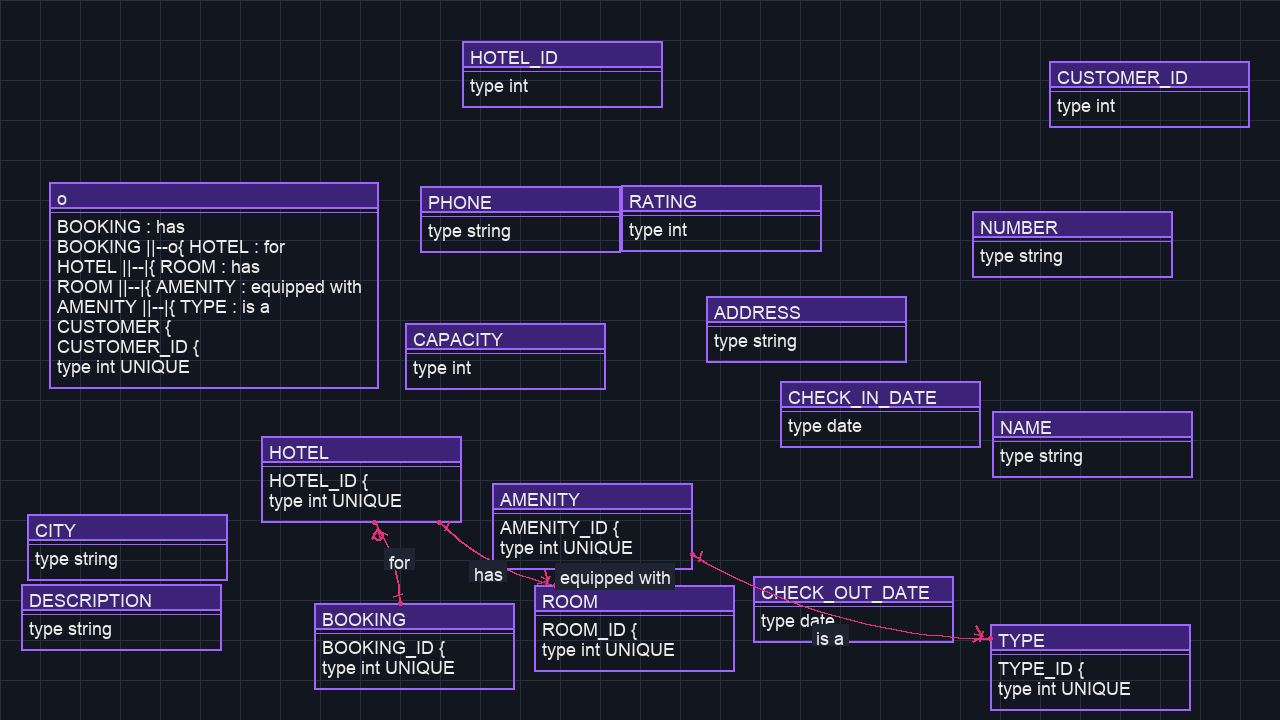 HOTEL_ID
type int
CUSTOMER_ID
type int
o
BOOKING : has
BOOKING ||--o{ HOTEL : for
HOTEL ||--|{ ROOM : has
ROOM ||--|{ AMENITY : equipped with
AMENITY ||--|{ TYPE : is a
CUSTOMER {
CUSTOMER_ID {
type int UNIQUE
PHONE
type string
RATING
type int
NUMBER
type string
ADDRESS
type string
CAPACITY
type int
CHECK_IN_DATE
type date
NAME
type string
HOTEL
HOTEL_ID {
type int UNIQUE
AMENITY
AMENITY_ID {
type int UNIQUE
CITY
type string
for
has
equipped with
DESCRIPTION
type string
BOOKING
BOOKING_ID {
type int UNIQUE
ROOM
ROOM_ID {
type int UNIQUE
CHECK_OUT_DATE
type date
is a
TYPE
TYPE_ID {
type int UNIQUE